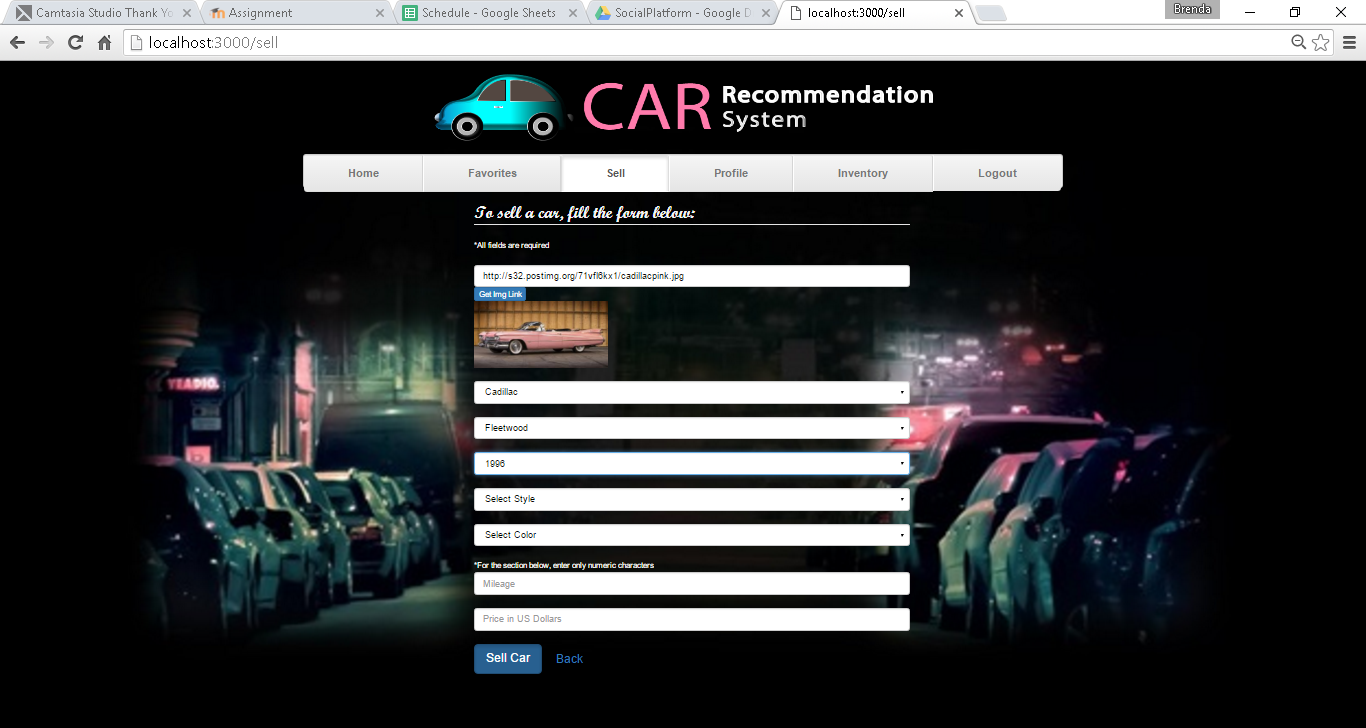 Camtasia Studio Thank Yo
Assignment
Schedule - Google Sheets
SocialPlatform - Google D
localhost:3000/sell
Brenda
localhost:3000/sell
CAR Recommendation
System
Home
Favorites
Sell
Profile
Inventory
Logout
To sell a car, fill the form below:
*All fields are required
http://s32.postimg.org/71vfl6kx1/cadillacpink.jpg
Get Img Link
YEADIO.
Cadillac
Fleetwood
1996
Select Style
Select Color
*For the section below, enter only numeric characters
Mileage
Price in US Dollars
Sell Car
Back